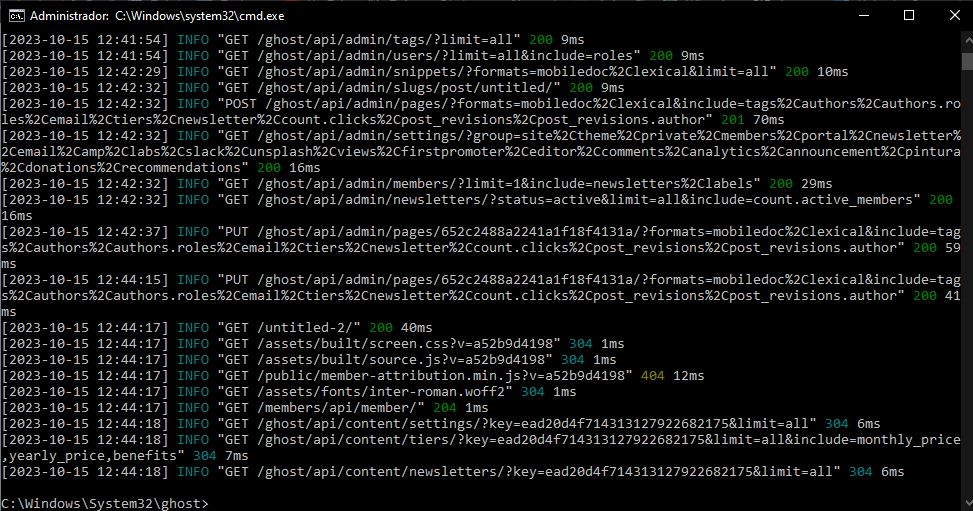 Administrador: C:\Windows\system32\cmd.exe
[2023-10-15 12:41:54] INFO "GET /ghost/api/admin/tags/?limit=all" 200 9ms
[2023-10-15 12:41:54] INFO "GET /ghost/api/admin/users/?limit=all&include=roles" 200 9ms
[2023-10-15 12:42:29] INFO "GET /ghost/api/admin/snippets/?formats=mobiledoc%2Clexical&limit=all" 200 10ms
[2023-10-15 12:42:32] INFO "GET /ghost/api/admin/slugs/post/untitled/" 200 9ms
[2023-10-15 12:42:32] INFO "POST /ghost/api/admin/pages/?formats=mobiledoc%2Clexical&include=tags%2Cauthors%2Cauthors.ro
les%2Cemail%2Ctiers%2Cnewsletter%2Ccount.clicks%2Cpost_revisions%2Cpost_revisions.author" 201 70ms
[2023-10-15 12:42:32] INFO "GET /ghost/api/admin/settings/?group=site%2Ctheme%2Cprivate%2Cmembers%2Cportal%2Cnewsletter%
2Cemail%2Camp%2Clabs%2Cslack%2Cunsplash%2Cviews%2Cfirstpromoter%2Ceditor%2Ccomments%2Canalytics%2Cannouncement%2Cpintura
%2Cdonations%2Crecommendations" 200 16ms
[2023-10-15 12:42:32] INFO "GET /ghost/api/admin/members/?limit=1&include=newsletters%2Clabels" 200 29ms
[2023-10-15 12:42:32] INFO "GET /ghost/api/admin/newsletters/?status=active&limit=all&include=count.active_members" 200
16ms
[2023-10-15 12:42:37] INFO "PUT /ghost/api/admin/pages/652c2488a2241a1f18f4131a/?formats=mobiledoc%2Clexical&include=tag
s%2Cauthors%2Cauthors.roles%2Cemail%2Ctiers%2Cnewsletter%2Ccount.clicks%2Cpost_revisions%2Cpost_revisions.author" 200 59
ms
[2023-10-15 12:44:15] INFO "PUT /ghost/api/admin/pages/652c2488a2241a1f18f4131a/?formats=mobiledoc%2Clexical&include=tag
s%2Cauthors%2Cauthors.roles%2Cemail%2Ctiers%2Cnewsletter%2Ccount.clicks%2Cpost_revisions%2Cpost_revisions.author" 200 41
ms
[2023-10-15 12:44:17] INFO "GET /untitled-2/" 200 40ms
[2023-10-15 12:44:17] INFO "GET /assets/built/screen.css?v=a52b9d4198" 304 1ms
[2023-10-15 12:44:17] INFO "GET /assets/built/source.js?v=a52b9d4198" 304 1ms
[2023-10-15 12:44:17] INFO "GET /public/member-attribution.min.js?v=a52b9d4198" 404 12ms
[2023-10-15 12:44:17] INFO "GET /assets/fonts/inter-roman.woff2" 304 1ms
[2023-10-15 12:44:17] INFO "GET /members/api/member/" 204 1ms
[2023-10-15 12:44:18] INFO "GET /ghost/api/content/settings/?key=ead20d4f714313127922682175&limit=all" 304 6ms
[2023-10-15 12:44:18] INFO "GET /ghost/api/content/tiers/?key=ead20d4f714313127922682175&limit=all&include=monthly_price
,yearly_price,benefits" 304 7ms
[2023-10-15 12:44:18] INFO "GET /ghost/api/content/newsletters/?key=ead20d4f714313127922682175&limit=all" 304 6ms
C:\Windows\System32\ghost>